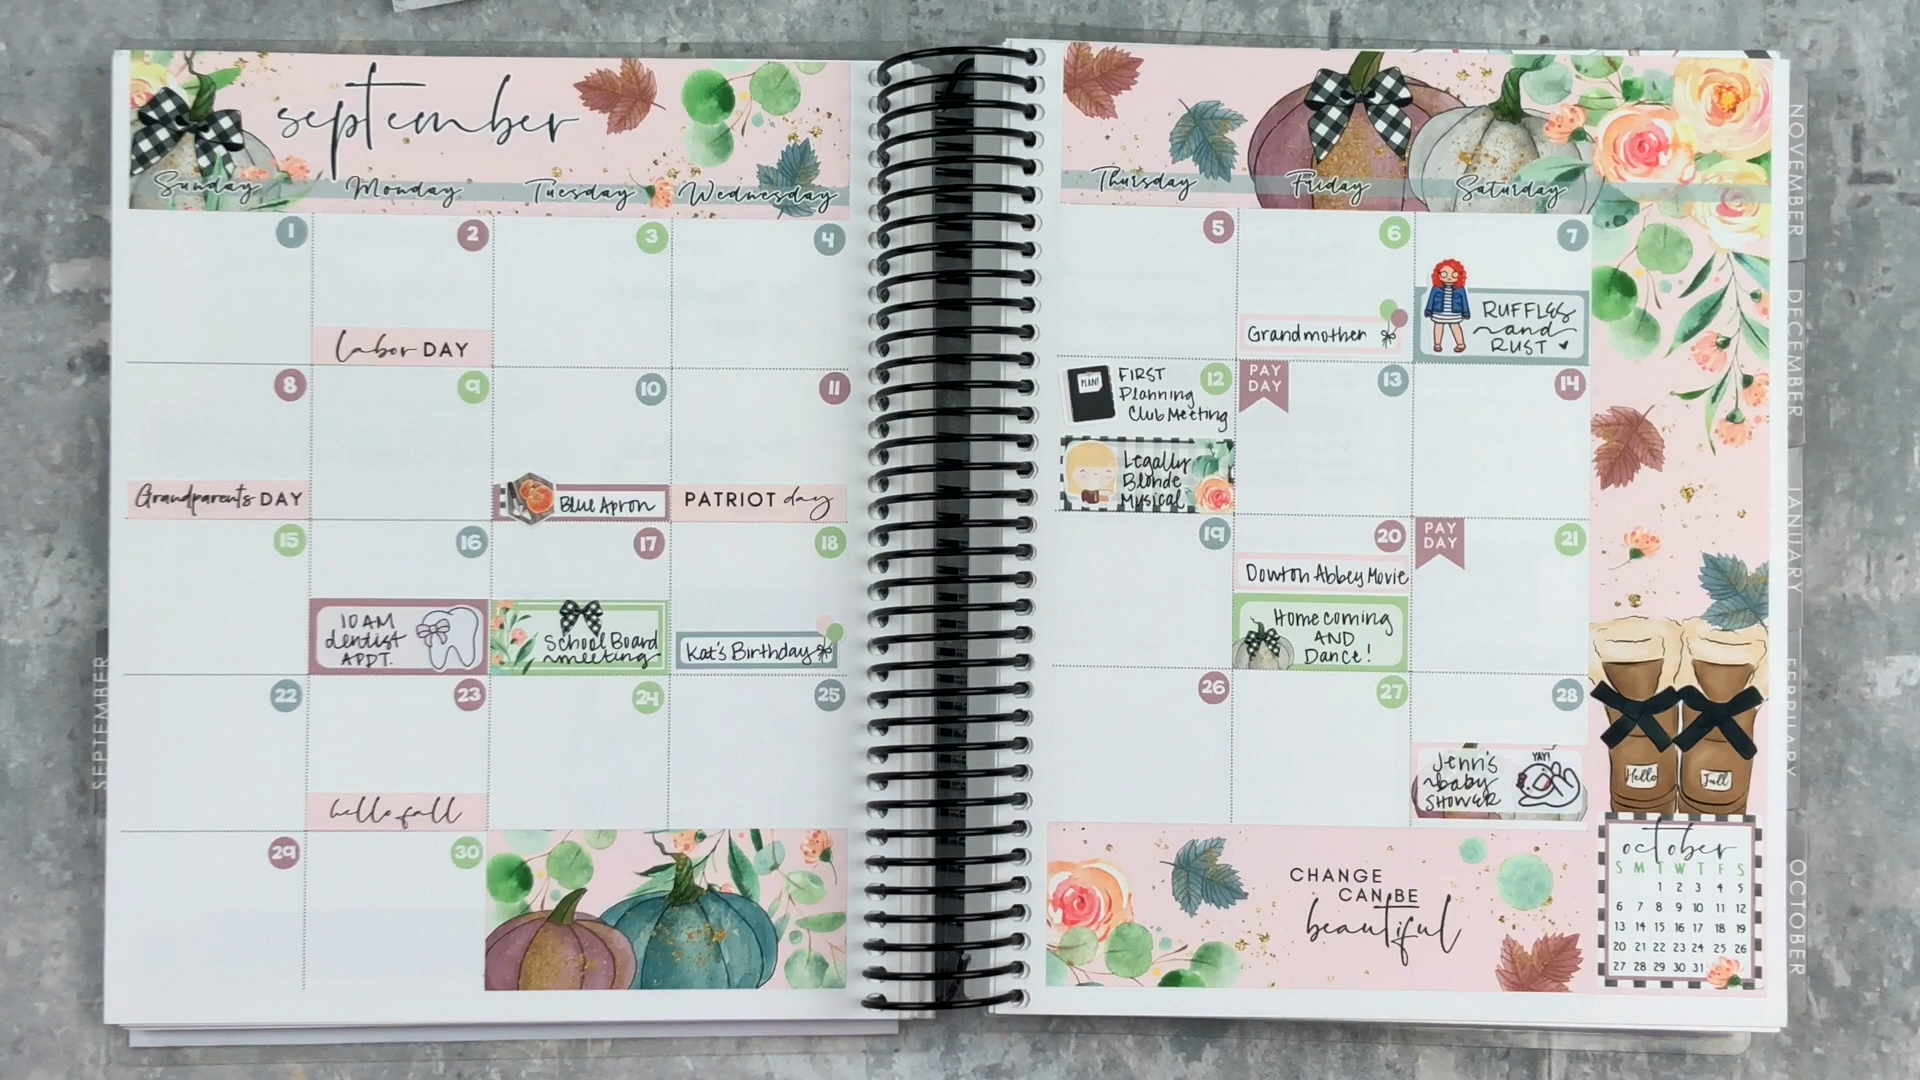 september
Sunday Monday Tuesday Wednesday
1 2 3 4
Labor DAY
8 9 10 11
Grandparents DAY
Blue Apron
PATRIOT day
15 16 17 18
10 AM
dentist
APPT.
School Board
meeting
Kat's Birthday
22 23 24 25
hello fall
29 30
SEPTEMBER
Thursday Friday Saturday
5 6 7
Grandmother
RUFFLES
and
RUST
12 13 14
PLAN!
FIRST
Planning
Club Meeting
Legally
Blonde
Musical
PAY
DAY
19 20 21
Dowton Abbey Movie
Homecoming
AND
Dance!
PAY
DAY
26 27 28
Jenn's
baby
SHOWER
YAY!
CHANGE
CAN BE
beautiful
Hello Fall
october
S M T W T F S
1 2 3 4 5
6 7 8 9 10 11 12
13 14 15 16 17 18 19
20 21 22 23 24 25 26
27 28 29 30 31
NOVEMBER
DECEMBER
JANUARY
FEBRUARY
OCTOBER